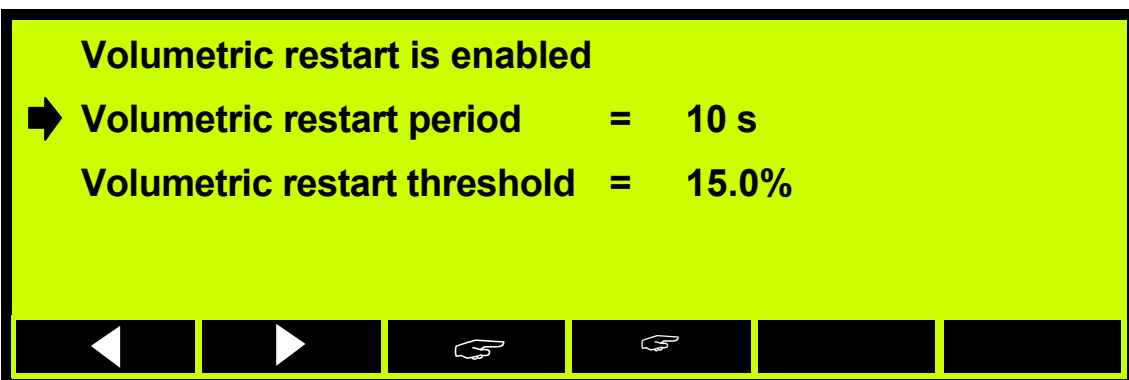 Volumetric restart is enabled
Volumetric restart period = 10 s
Volumetric restart threshold = 15.0%